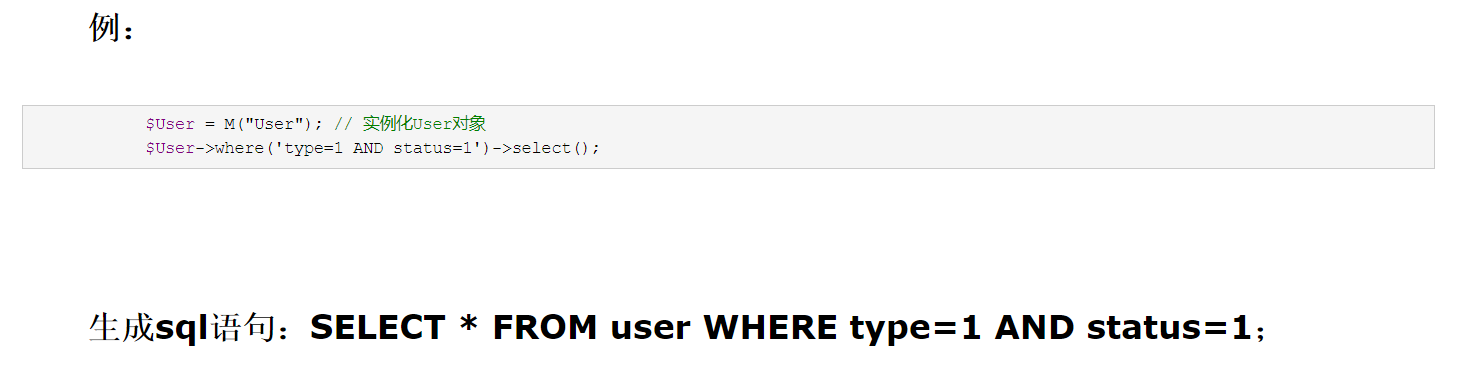 例：
$User = M("User"); // 实例化User对象
$User->where('type=1 AND status=1')->select();
生成sql语句：SELECT * FROM user WHERE type=1 AND status=1；